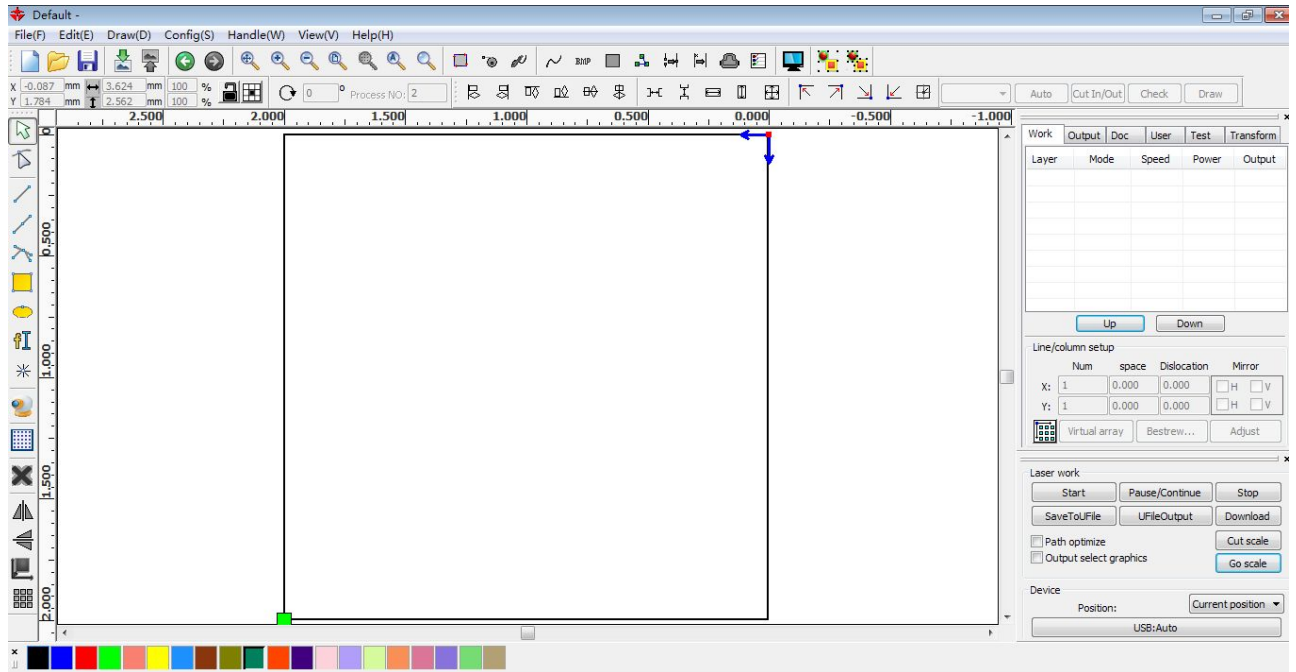 Default -
File(F) Edit(E) Draw(D) Config(S) Handle(W) View(V) Help(H)
BMP
X -0.087 mm 3.624 mm 100 %
Y 1.784 mm 2.562 mm 100 %
0 ° Process NO: 2
Auto Cut In/Out Check Draw
2.500 2.000 1.500 1.000 0.500 0.000 -0.500 -1.000
0
0.500
1.000
1.500
2.000
Work Output Doc User Test Transform
Layer Mode Speed Power Output
Up Down
Line/column setup
Num space Dislocation Mirror
X: 1 0.000 0.000 H V
Y: 1 0.000 0.000 H V
Virtual array Bestrew... Adjust
Laser work
Start Pause/Continue Stop
SaveToUFile UFileOutput Download
Path optimize Cut scale
Output select graphics Go scale
Device
Position: Current position
USB:Auto